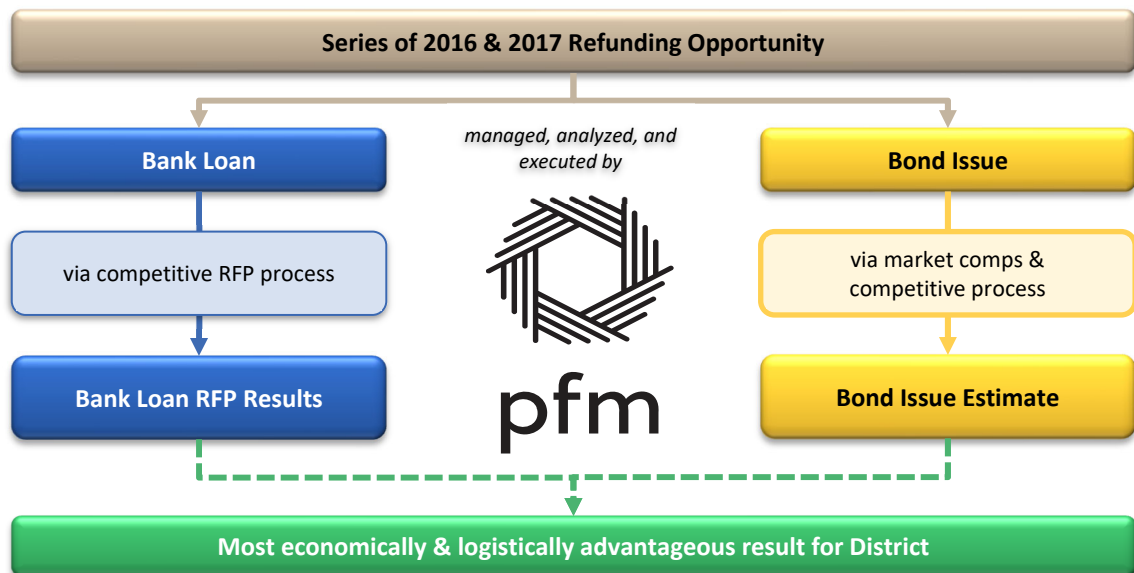 Series of 2016 & 2017 Refunding Opportunity
Bank Loan
managed, analyzed, and
executed by
Bond Issue
via competitive RFP process
via market comps &
competitive process
Bank Loan RFP Results
pfm
Bond Issue Estimate
Most economically & logistically advantageous result for District